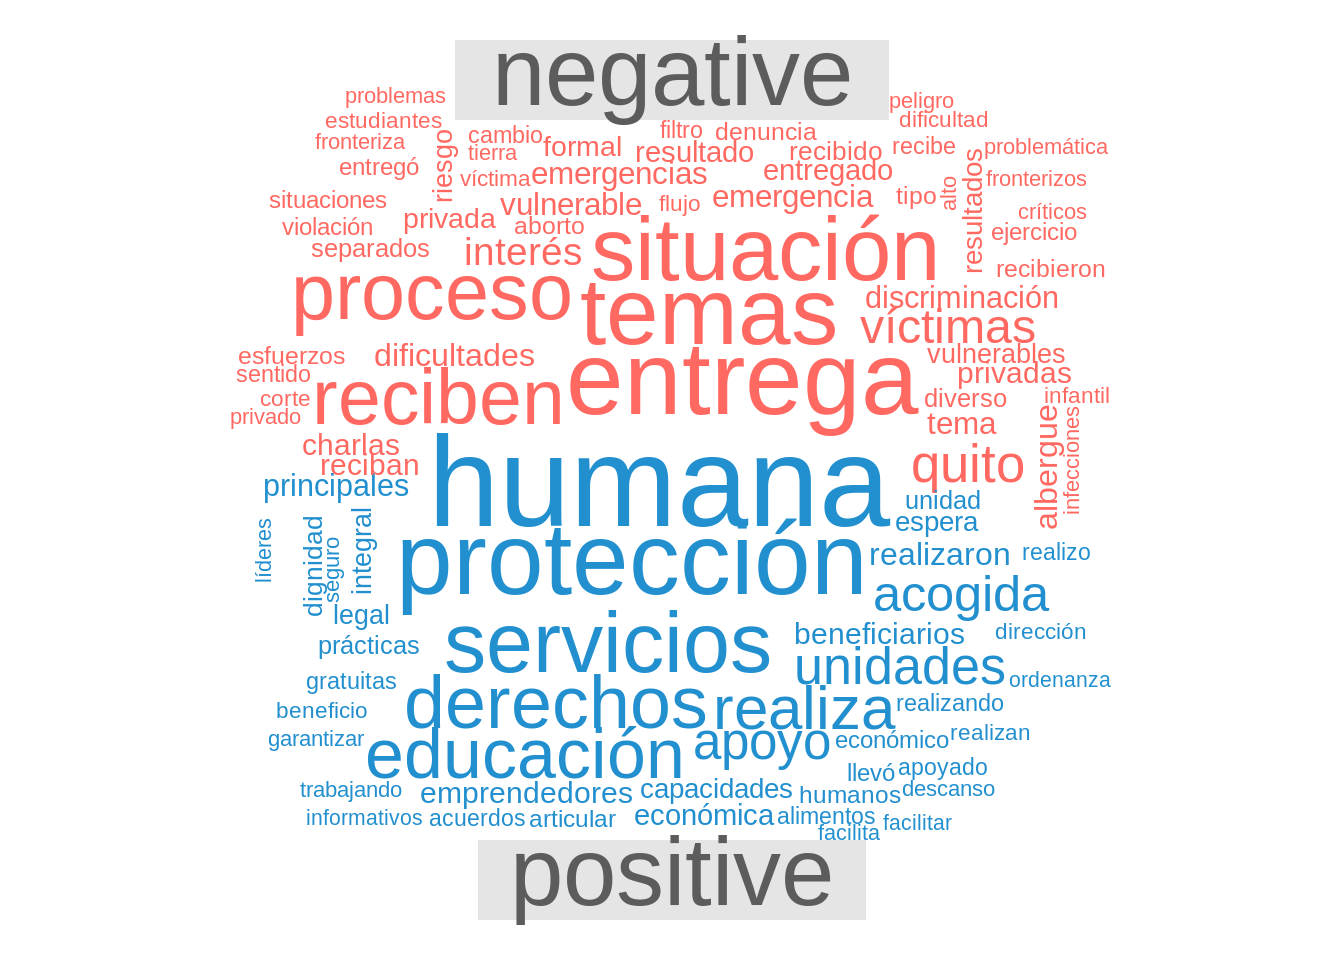 negative
problemas
peligro
estudiantes
dificultad
fronteriza
riesgo
cambio
formal
filtro
denuncia
recibido
recibe
problemática
tierra
resultado
entregó
víctima
emergencias
entregado
resultados
fronterizos
situaciones
vulnerable
flujo
emergencia
tipo
alto
críticos
violación
privada
aborto
ejercicio
separados
interés
situación
recibieron
proceso
temas
discriminación
víctimas
esfuerzos
dificultades
entrega
vulnerables
sentido
reciben
privadas
corte
diverso
infantil
privado
tema
albergue
infecciones
charlas
reciban
quito
principales
humana
unidad
espera
líderes
dignidad
seguro
integral
protección
realizaron
realizo
acogida
legal
prácticas
servicios
beneficiarios
dirección
unidades
gratuitas
ordenanza
beneficio
derechos
realiza
realizando
garantizar
educación
apoyo
económico
realizan
llevó
apoyado
trabajando
emprendedores
capacidades
humanos
descanso
informativos
acuerdos
articular
económica
alimentos
facilita
facilitar
positive